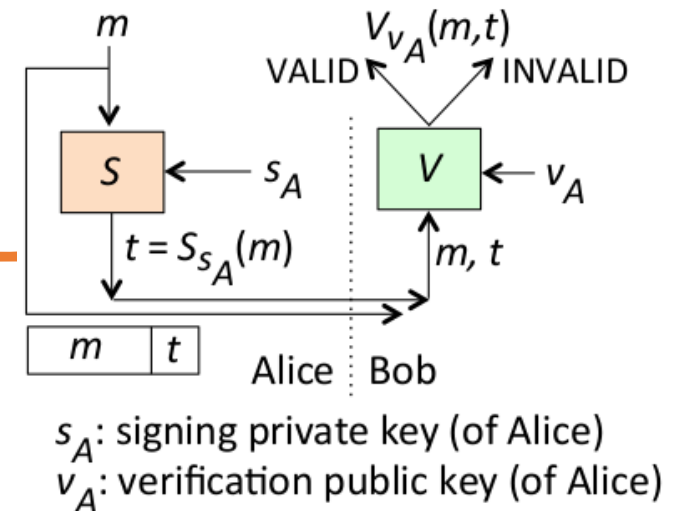 m
V_{v_A}(m,t)
VALID INVALID
S
s_A
V
v_A
t = S_{s_A}(m)
m, t
m t
Alice Bob
s_A: signing private key (of Alice)
v_A: verification public key (of Alice)